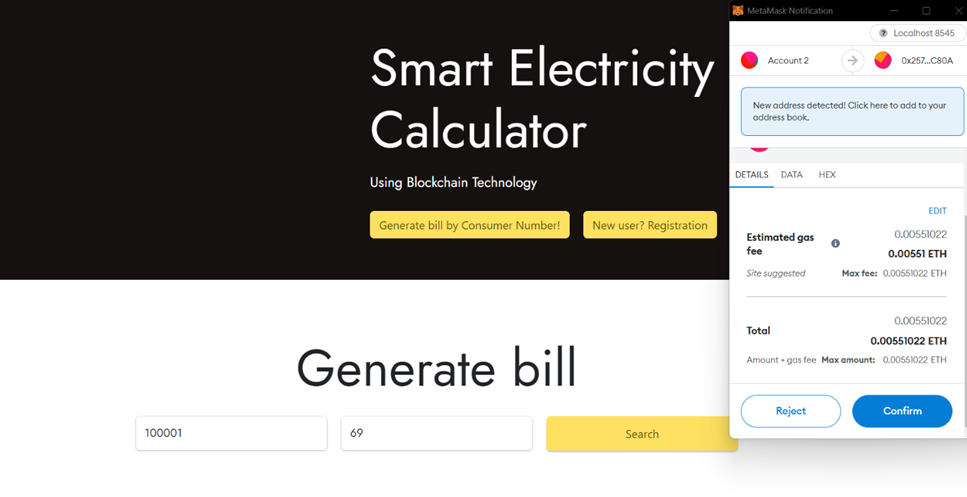 Smart Electricity
Calculator
Using Blockchain Technology
Generate bill by Consumer Number!
New user? Registration
Generate bill
100001
69
Search
MetaMask Notification
Localhost 8545
Account 2
0x257...C80A
New address detected! Click here to add to your
address book.
DETAILS
DATA
HEX
EDIT
Estimated gas
fee
0.00551022
0.00551 ETH
Site suggested
Max fee: 0.00551022 ETH
Total
0.00551022
0.00551022 ETH
Amount + gas fee Max amount: 0.00551022 ETH
Reject
Confirm